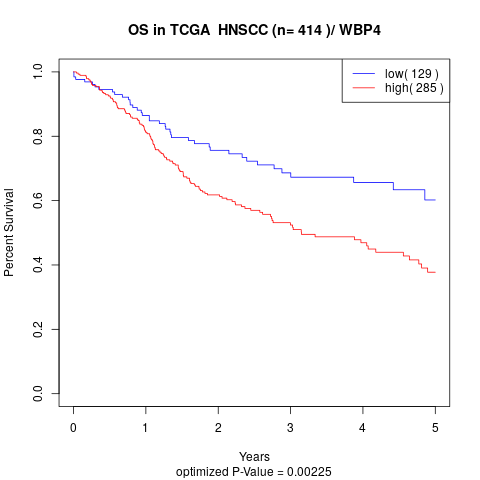 OS in TCGA  HNSCC (n= 414 )/ WBP4
low( 129 )
high( 285 )
Percent Survival
1.0
0.8
0.6
0.4
0.2
0.0
0 1 2 3 4 5
Years
optimized P-Value = 0.00225